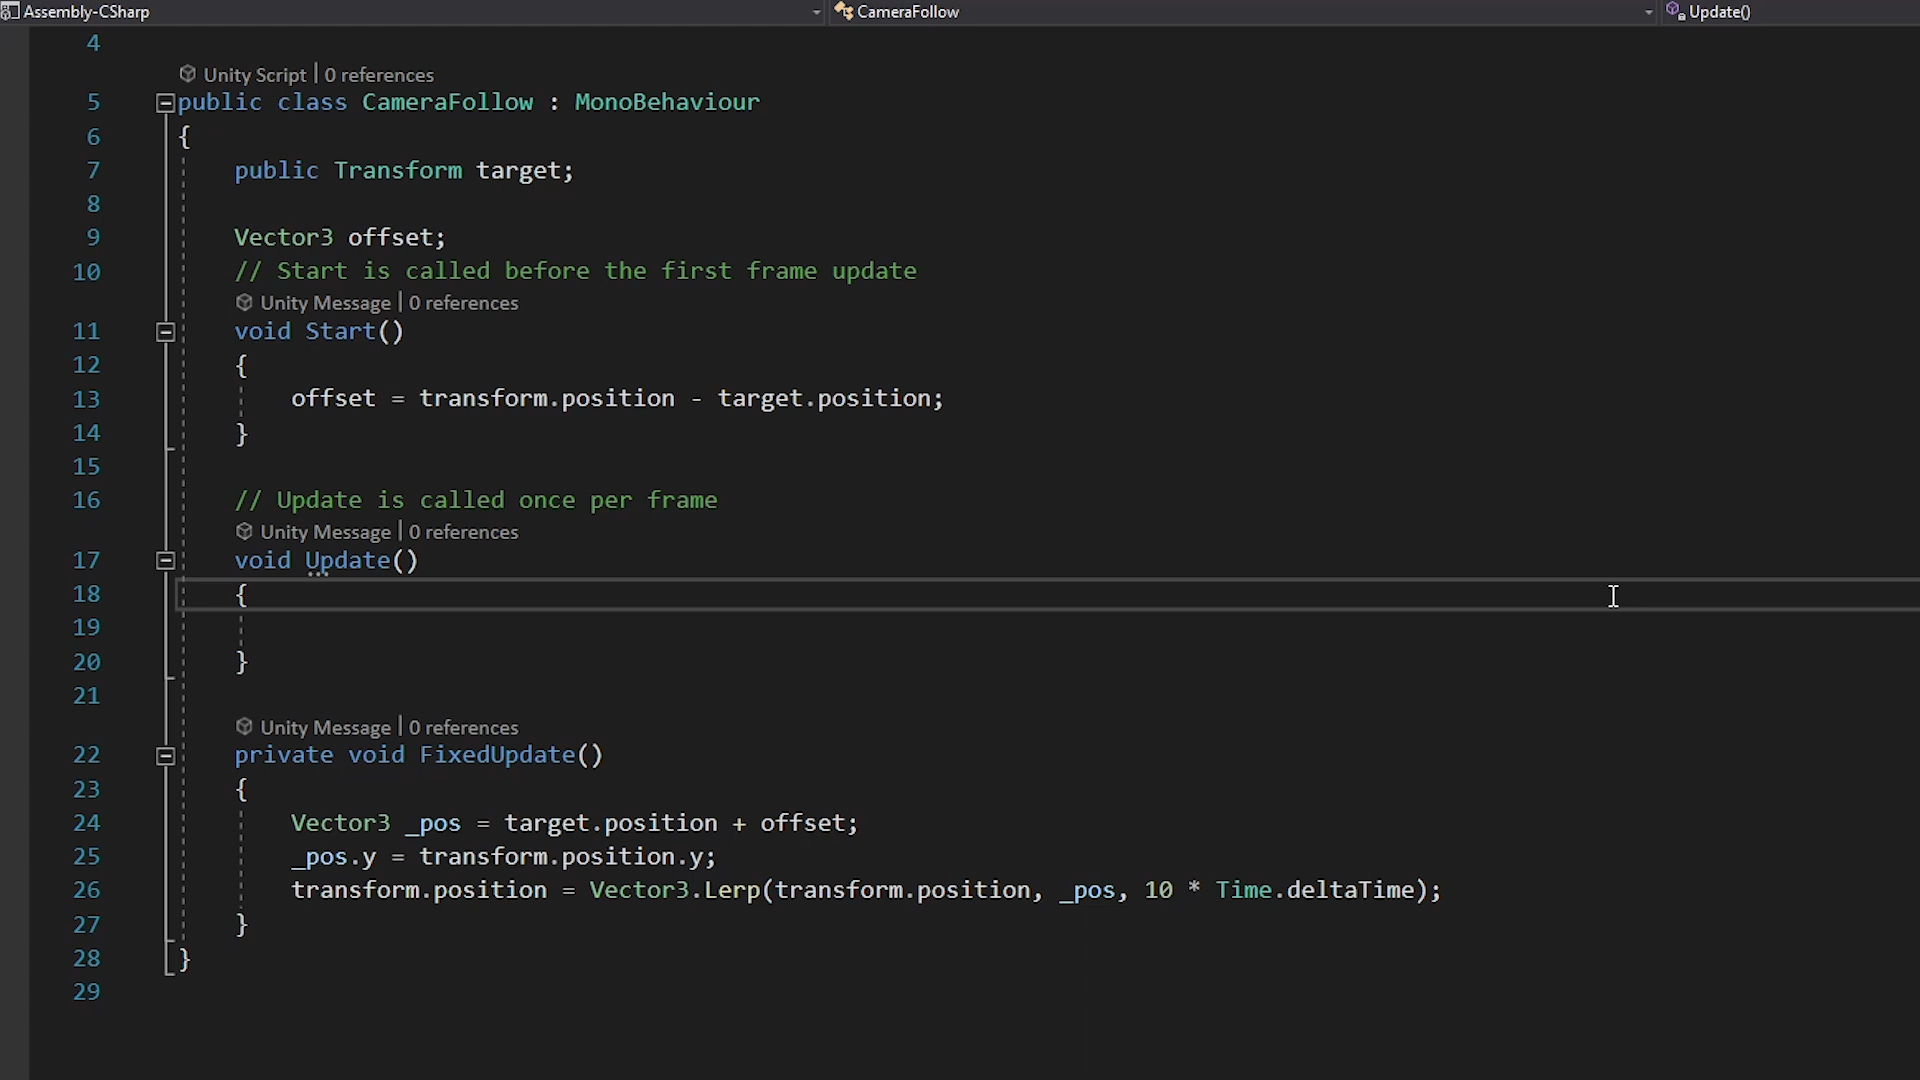 Assembly-CSharp CameraFollow Update()
4
Unity Script | 0 references
5 public class CameraFollow : MonoBehaviour
6 {
7 public Transform target;
8
9 Vector3 offset;
10 // Start is called before the first frame update
Unity Message | 0 references
11 void Start()
12 {
13 offset = transform.position - target.position;
14 }
15
16 // Update is called once per frame
Unity Message | 0 references
17 void Update()
18 {
19
20 }
21
Unity Message | 0 references
22 private void FixedUpdate()
23 {
24 Vector3 _pos = target.position + offset;
25 _pos.y = transform.position.y;
26 transform.position = Vector3.Lerp(transform.position, _pos, 10 * Time.deltaTime);
27 }
28 }
29